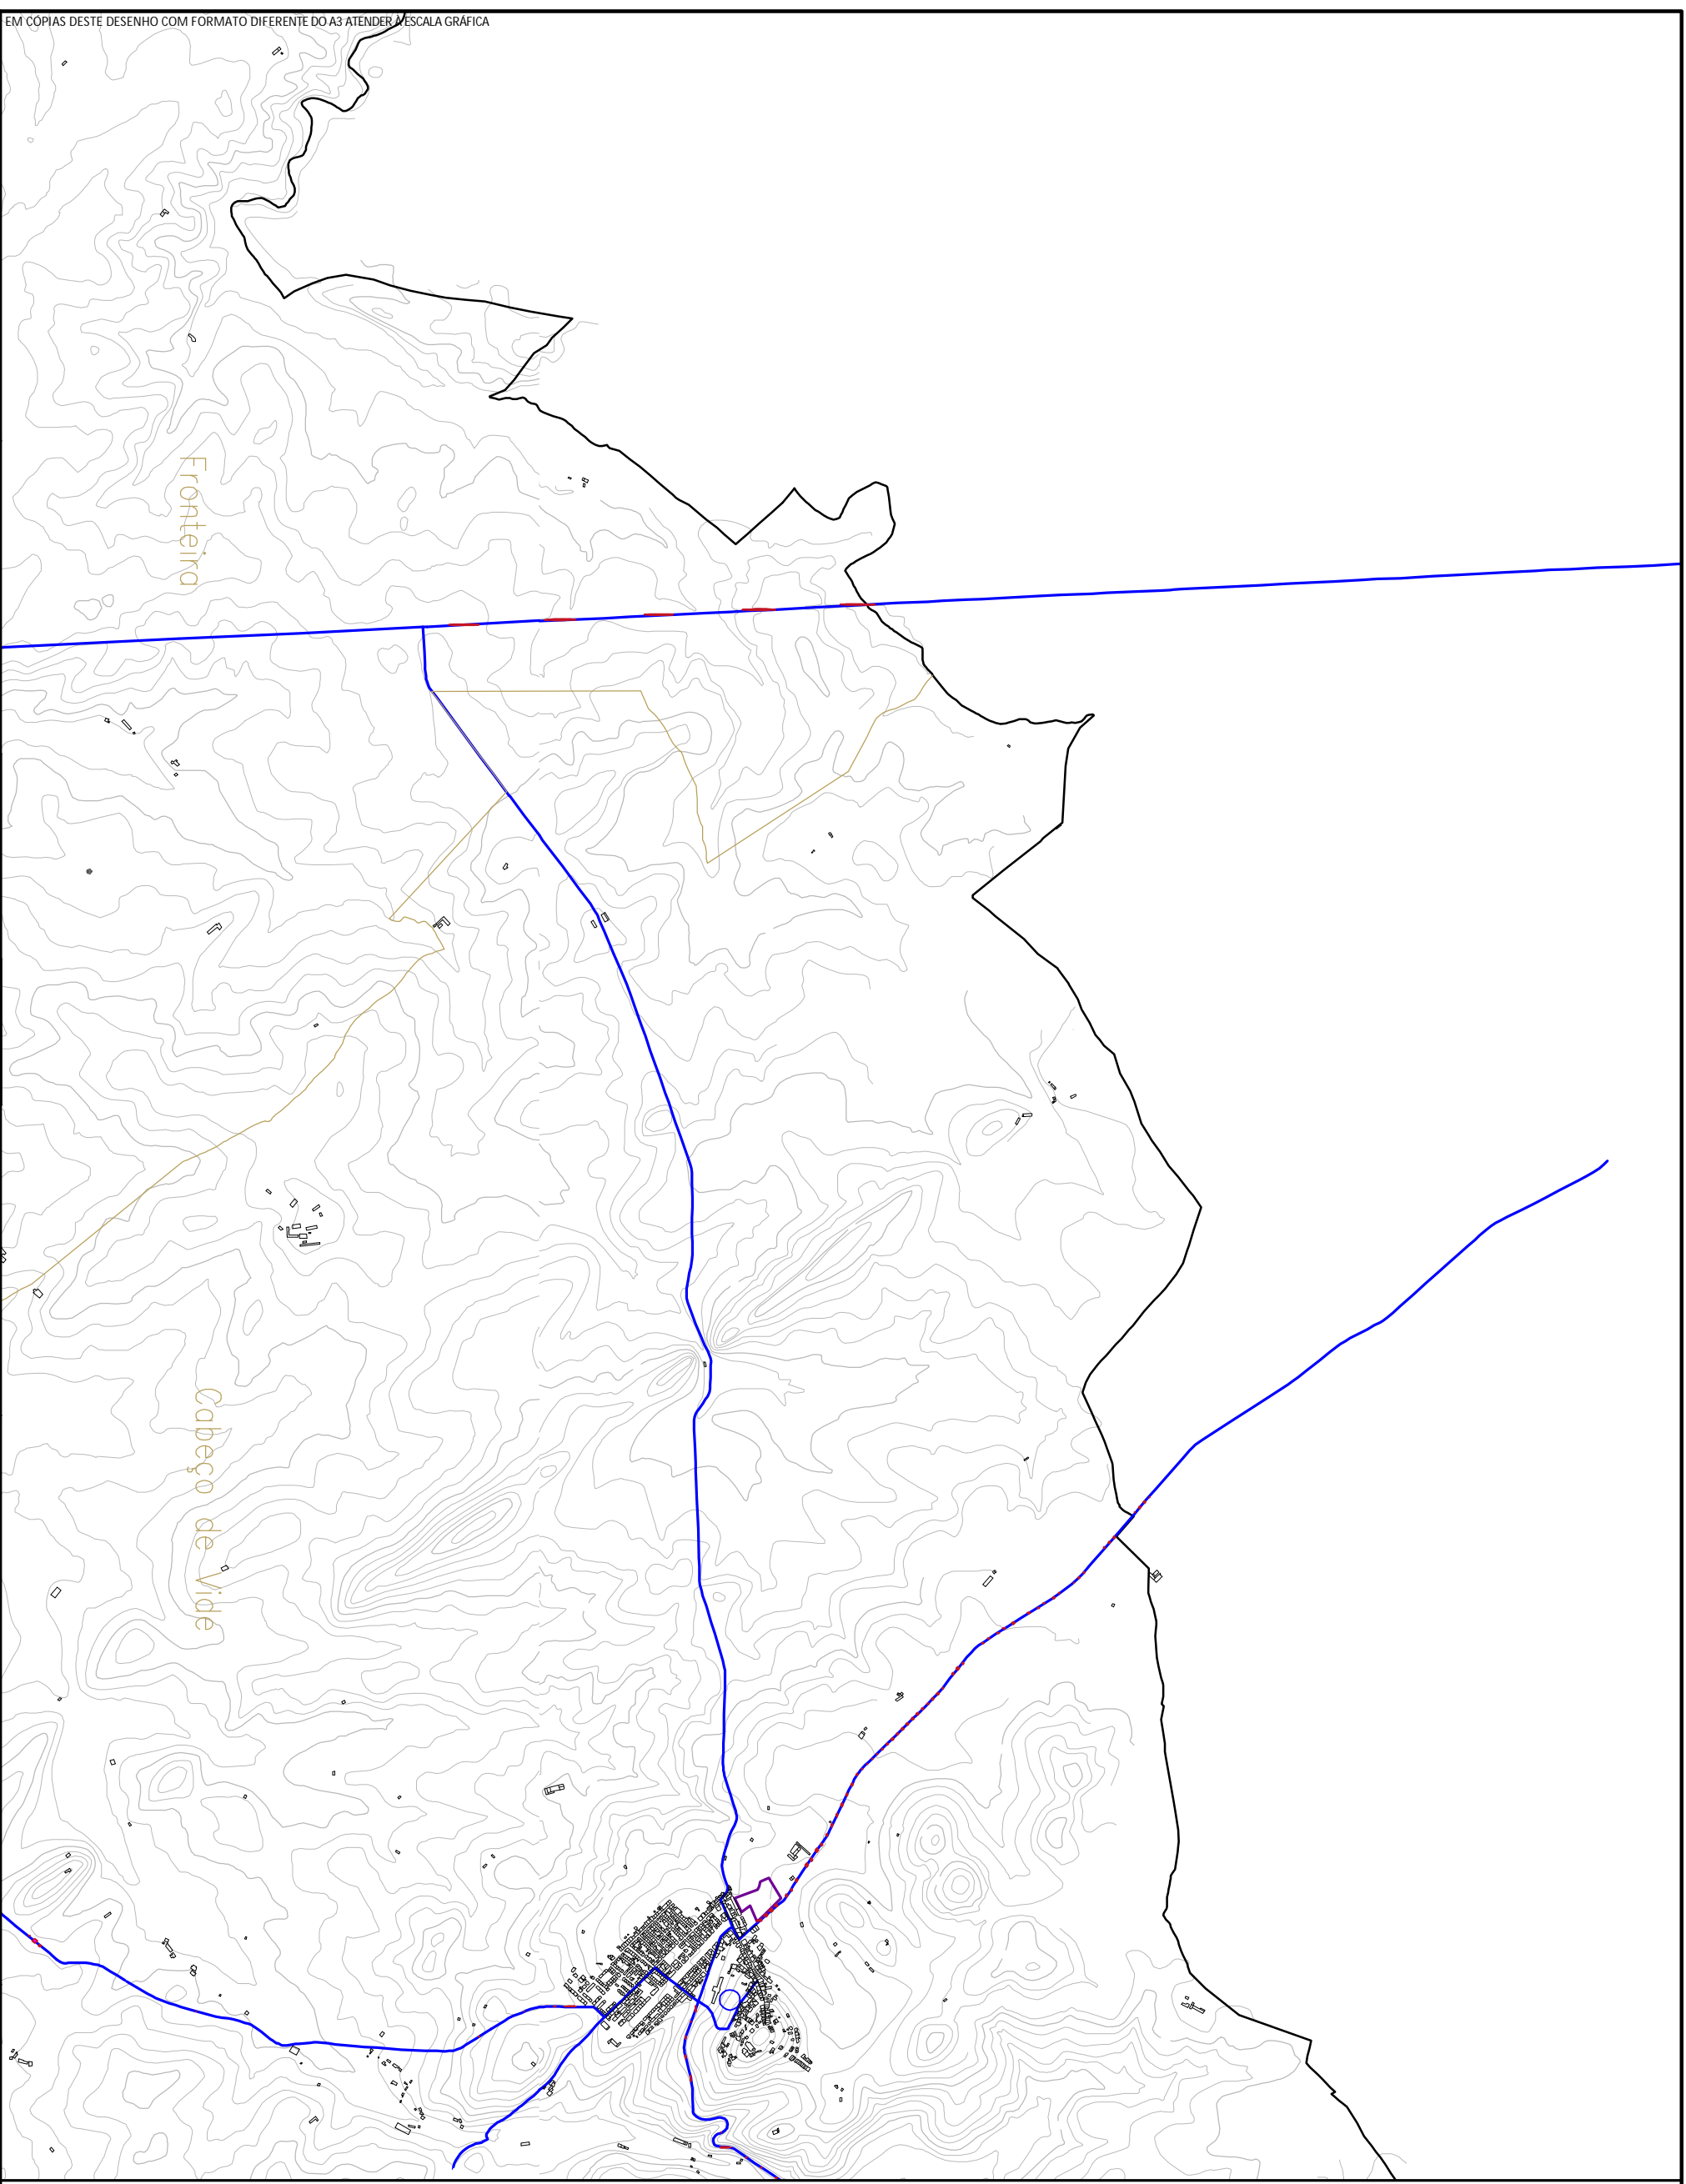 EM CÓPIAS DESTE DESENHO COM FORMATO DIFERENTE DO A3 ATENDER À ESCALA GRÁFICA
Fronteira
Cabeço de Vide